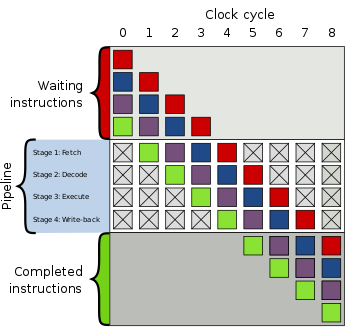 Clock cycle
0 1 2 3 4 5 6 7 8
Waiting
instructions
Pipeline
Stage 1: Fetch
Stage 2: Decode
Stage 3: Execute
Stage 4: Write-back
Completed
instructions